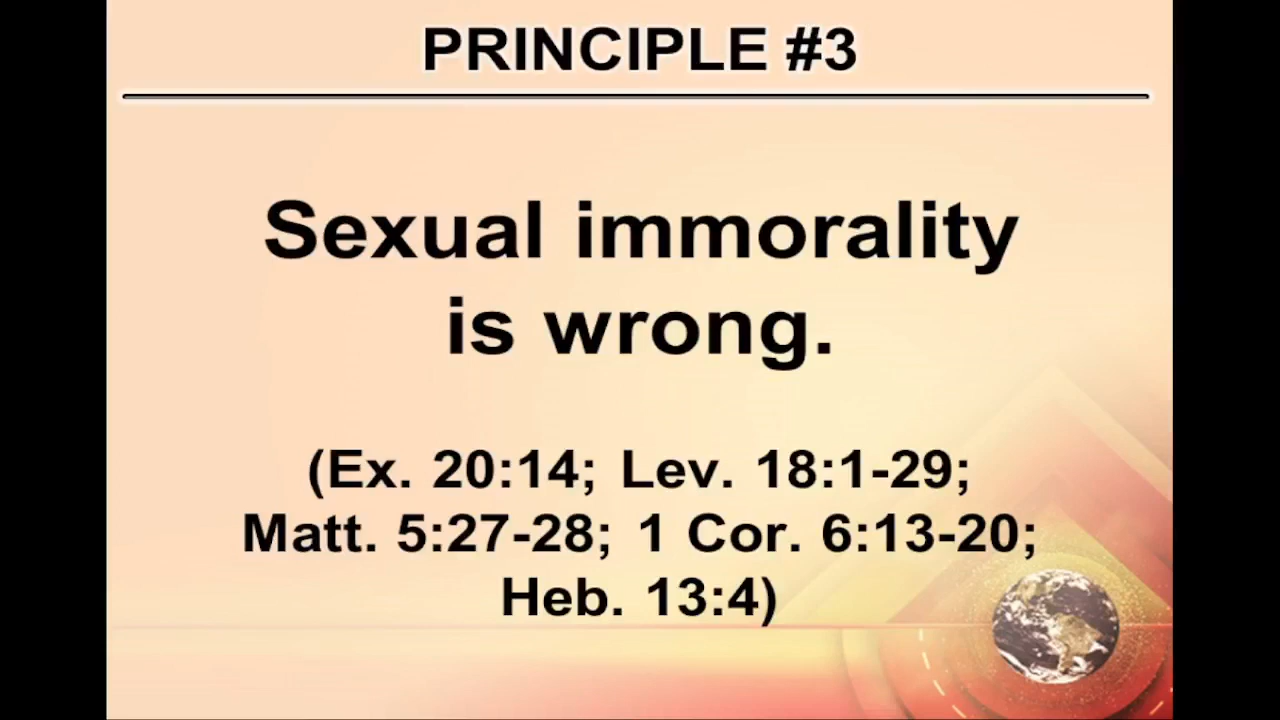 PRINCIPLE #3
Sexual immorality
is wrong.
(Ex. 20:14; Lev. 18:1-29;
Matt. 5:27-28; 1 Cor. 6:13-20;
Heb. 13:4)